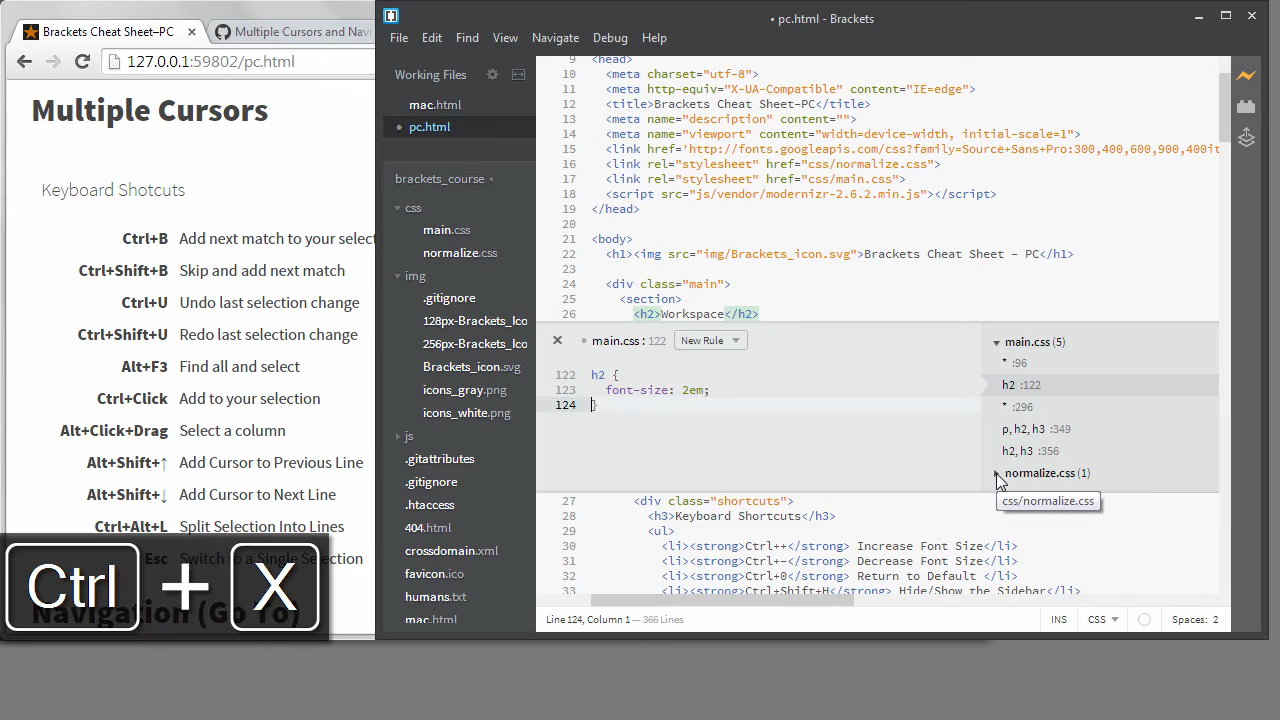 Brackets Cheat Sheet–PC
Multiple Cursors and Nav
127.0.0.1:59802/pc.html
Multiple Cursors
Keyboard Shotcuts
Ctrl+B Add next match to your select
Ctrl+Shift+B Skip and add next match
Ctrl+U Undo last selection change
Ctrl+Shift+U Redo last selection change
Alt+F3 Find all and select
Ctrl+Click Add to your selection
Alt+Click+Drag Select a column
Alt+Shift+↑ Add Cursor to Previous Line
Alt+Shift+↓ Add Cursor to Next Line
Ctrl+Alt+L Split Selection Into Lines
Esc Switch to a Single Selection
Navigation (Go To)
Ctrl + X
• pc.html - Brackets
File Edit Find View Navigate Debug Help
Working Files
mac.html
pc.html
brackets_course
css
main.css
normalize.css
img
.gitignore
128px-Brackets_Ico
256px-Brackets_Ico
Brackets_icon.svg
icons_gray.png
icons_white.png
js
.gitattributes
.gitignore
.htaccess
404.html
crossdomain.xml
favicon.ico
humans.txt
mac.html
9 <head>
10 <meta charset="utf-8">
11 <meta http-equiv="X-UA-Compatible" content="IE=edge">
12 <title>Brackets Cheat Sheet-PC</title>
13 <meta name="description" content="">
14 <meta name="viewport" content="width=device-width, initial-scale=1">
15 <link href='http://fonts.googleapis.com/css?family=Source+Sans+Pro:300,400,600,900,400it
16 <link rel="stylesheet" href="css/normalize.css">
17 <link rel="stylesheet" href="css/main.css">
18 <script src="js/vendor/modernizr-2.6.2.min.js"></script>
19 </head>
20
21 <body>
22 <h1><img src="img/Brackets_icon.svg">Brackets Cheat Sheet - PC</h1>
23
24 <div class="main">
25 <section>
26 <h2>Workspace</h2>
main.css : 122 New Rule
122 h2 {
123 font-size: 2em;
124 }
main.css (5)
* :96
h2 :122
* :296
p, h2, h3 :349
h2, h3 :356
normalize.css (1)
css/normalize.css
27 <div class="shortcuts">
28 <h3>Keyboard Shortcuts</h3>
29 <ul>
30 <li><strong>Ctrl++</strong> Increase Font Size</li>
31 <li><strong>Ctrl+-</strong> Decrease Font Size</li>
32 <li><strong>Ctrl+0</strong> Return to Default </li>
33 <li><strong>Ctrl+Shift+H</strong> Hide/Show the Sidebar</li>
Line 124, Column 1 — 366 Lines
INS CSS Spaces: 2